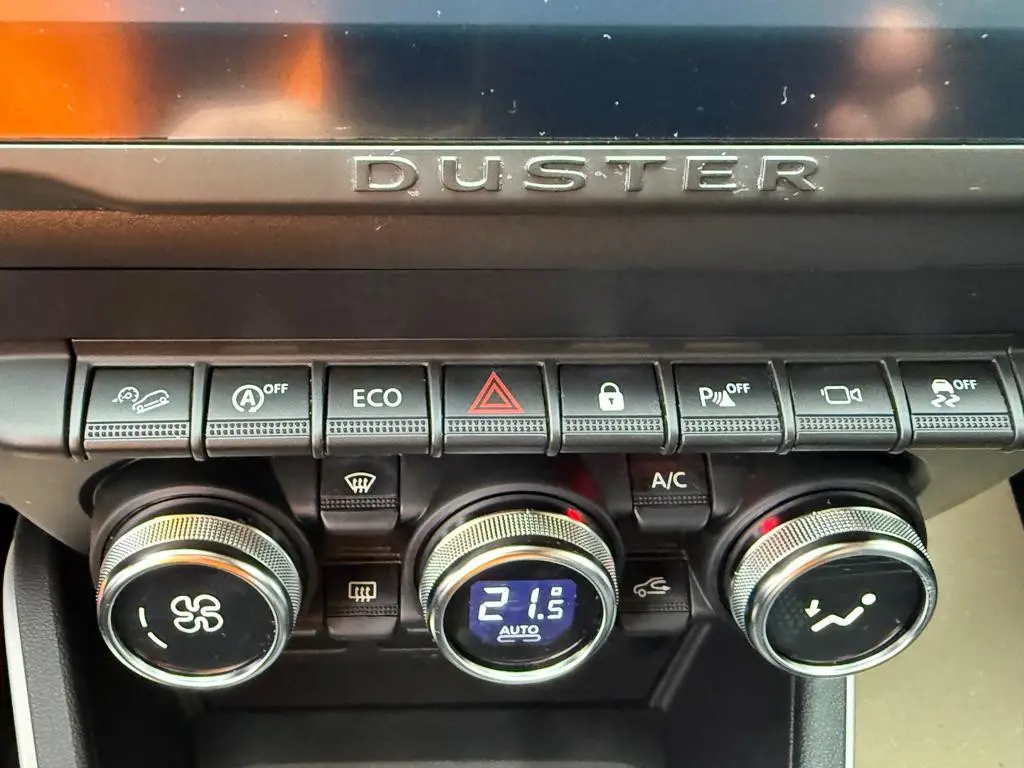 DUSTER
OFF
ECO
P OFF
OFF
A/C
21.5°
AUTO